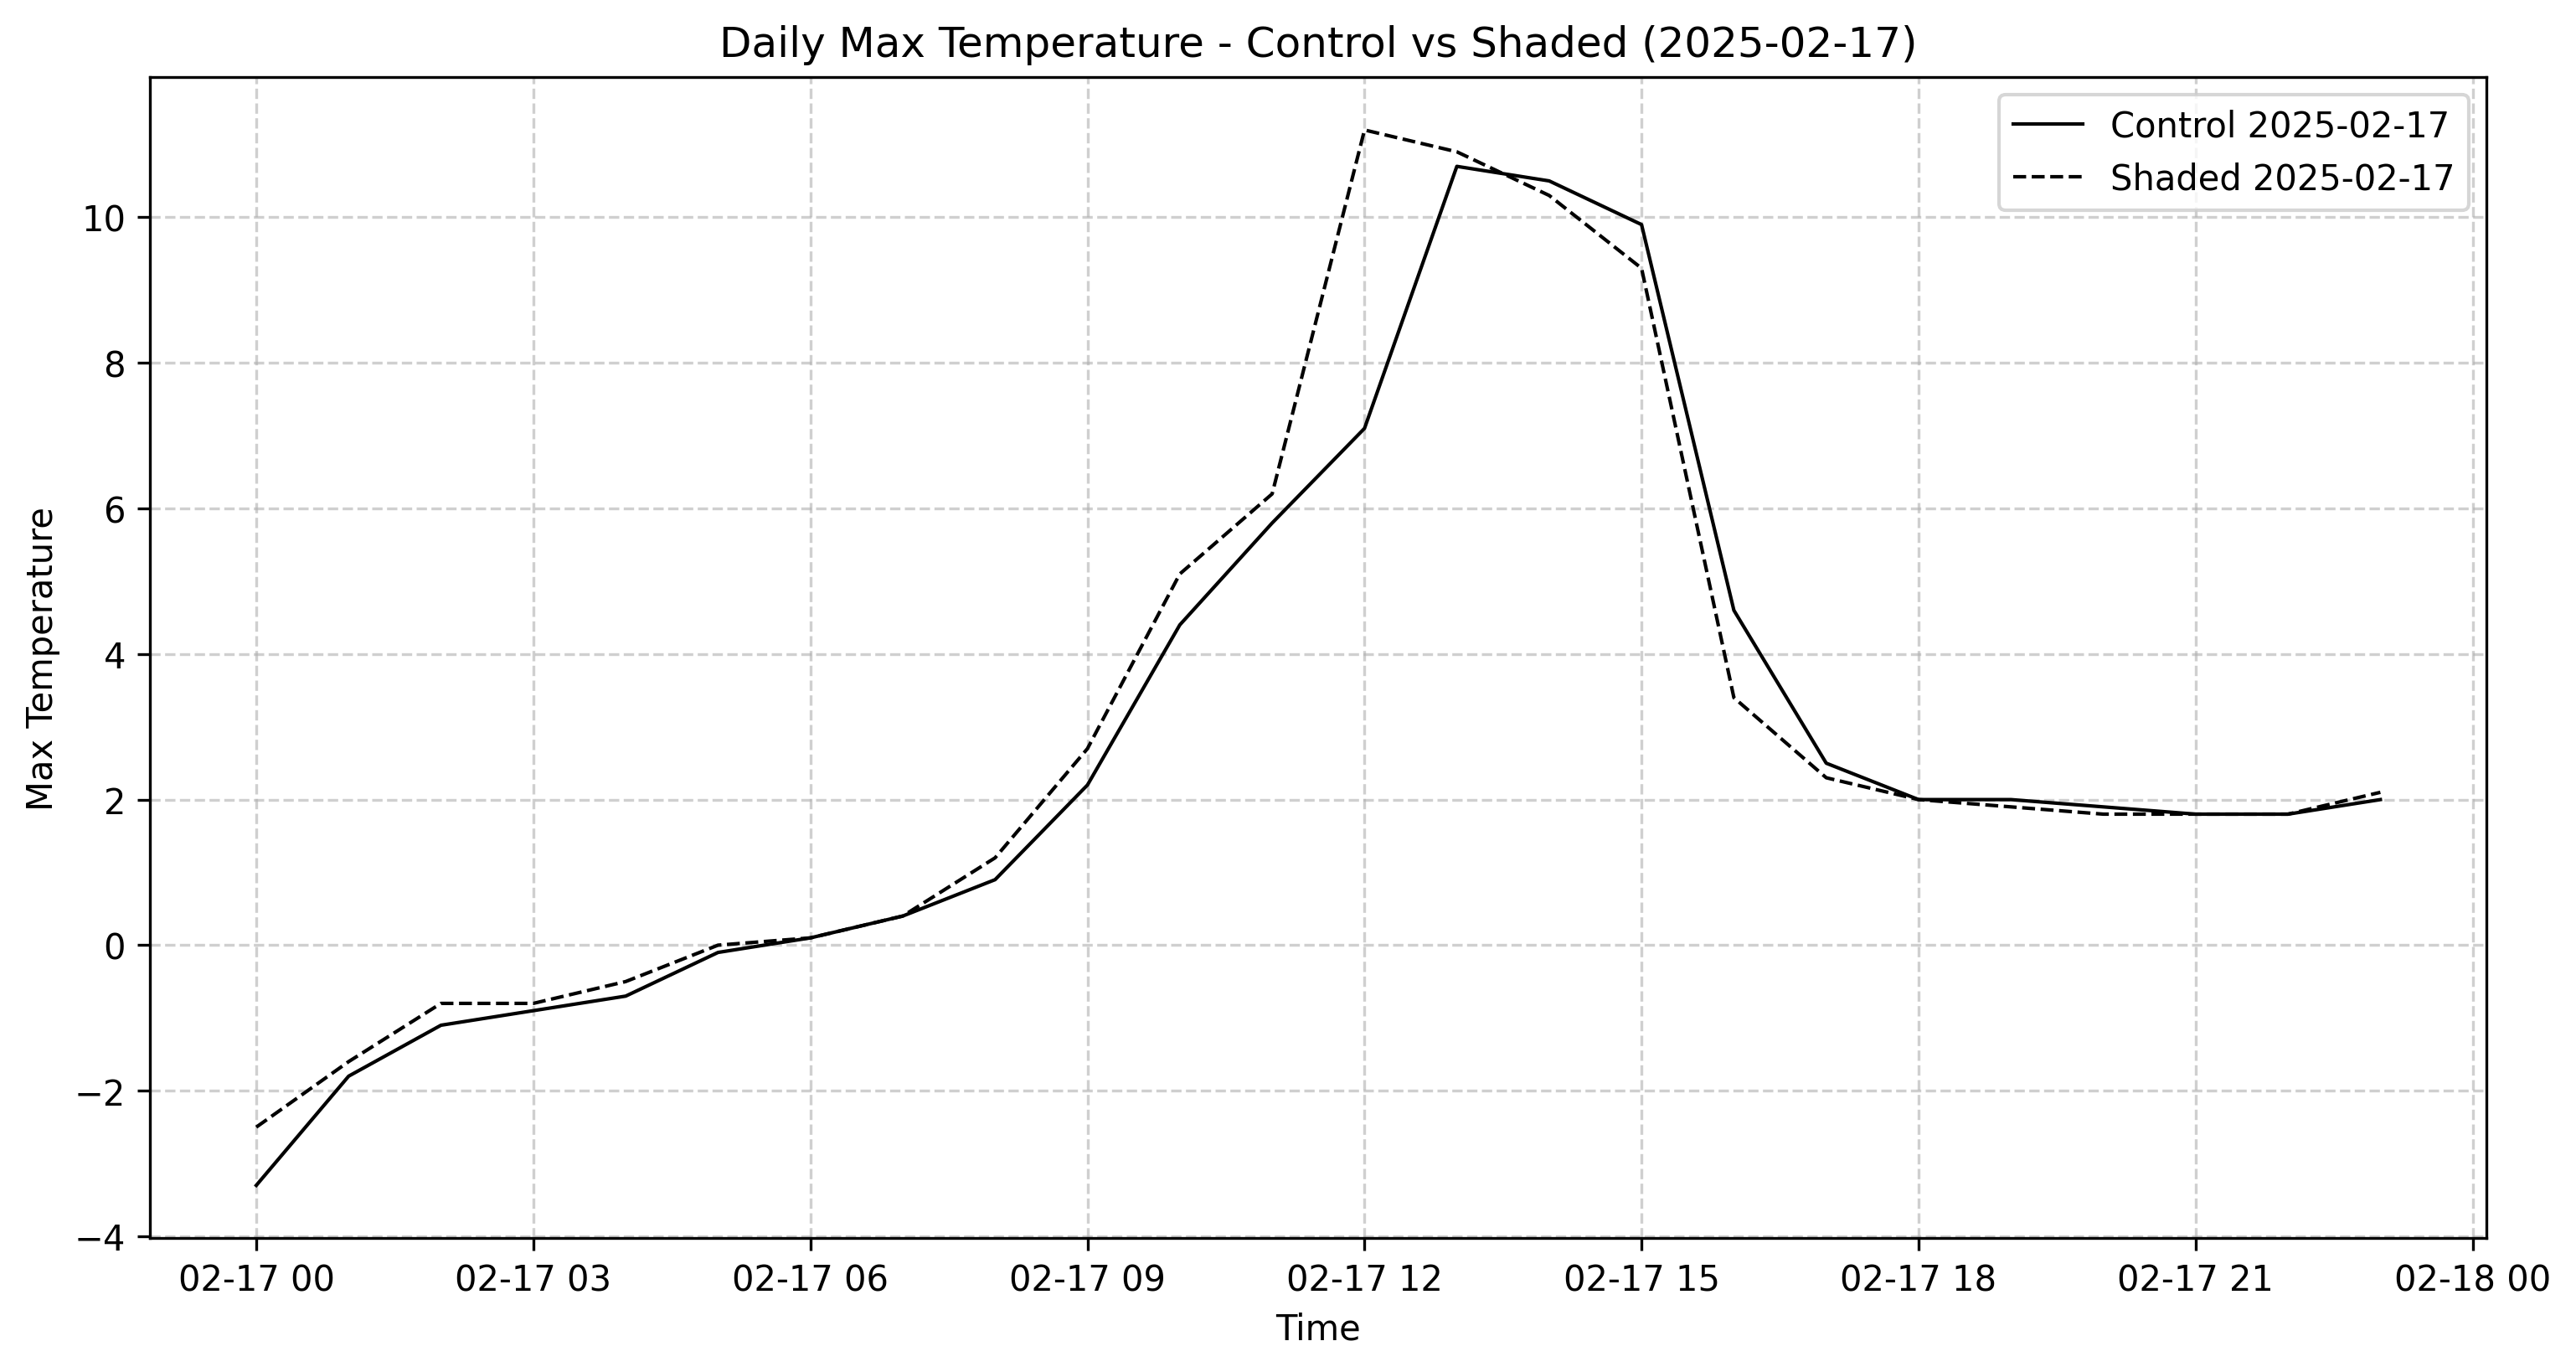 Daily Max Temperature - Control vs Shaded (2025-02-17)
Control 2025-02-17
Shaded 2025-02-17
Max Temperature
10
8
6
4
2
0
−2
−4
02-17 00 02-17 03 02-17 06 02-17 09 02-17 12 02-17 15 02-17 18 02-17 21 02-18 00
Time